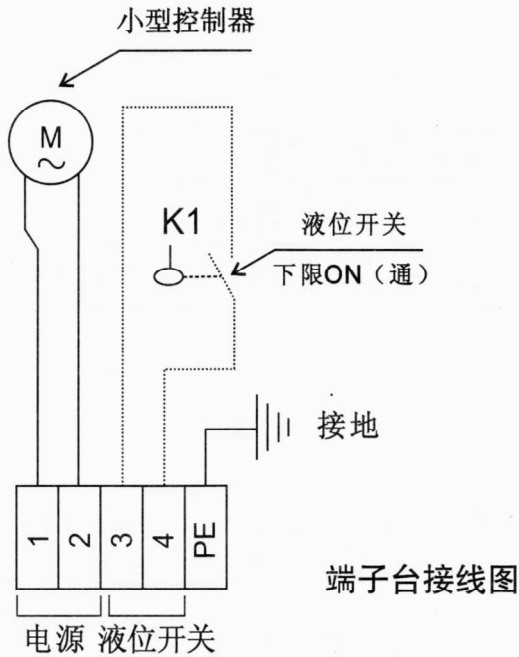 小型控制器
M
~
K1
液位开关
下限ON（通）
接地
1 2 3 4 PE
端子台接线图
电源 液位开关